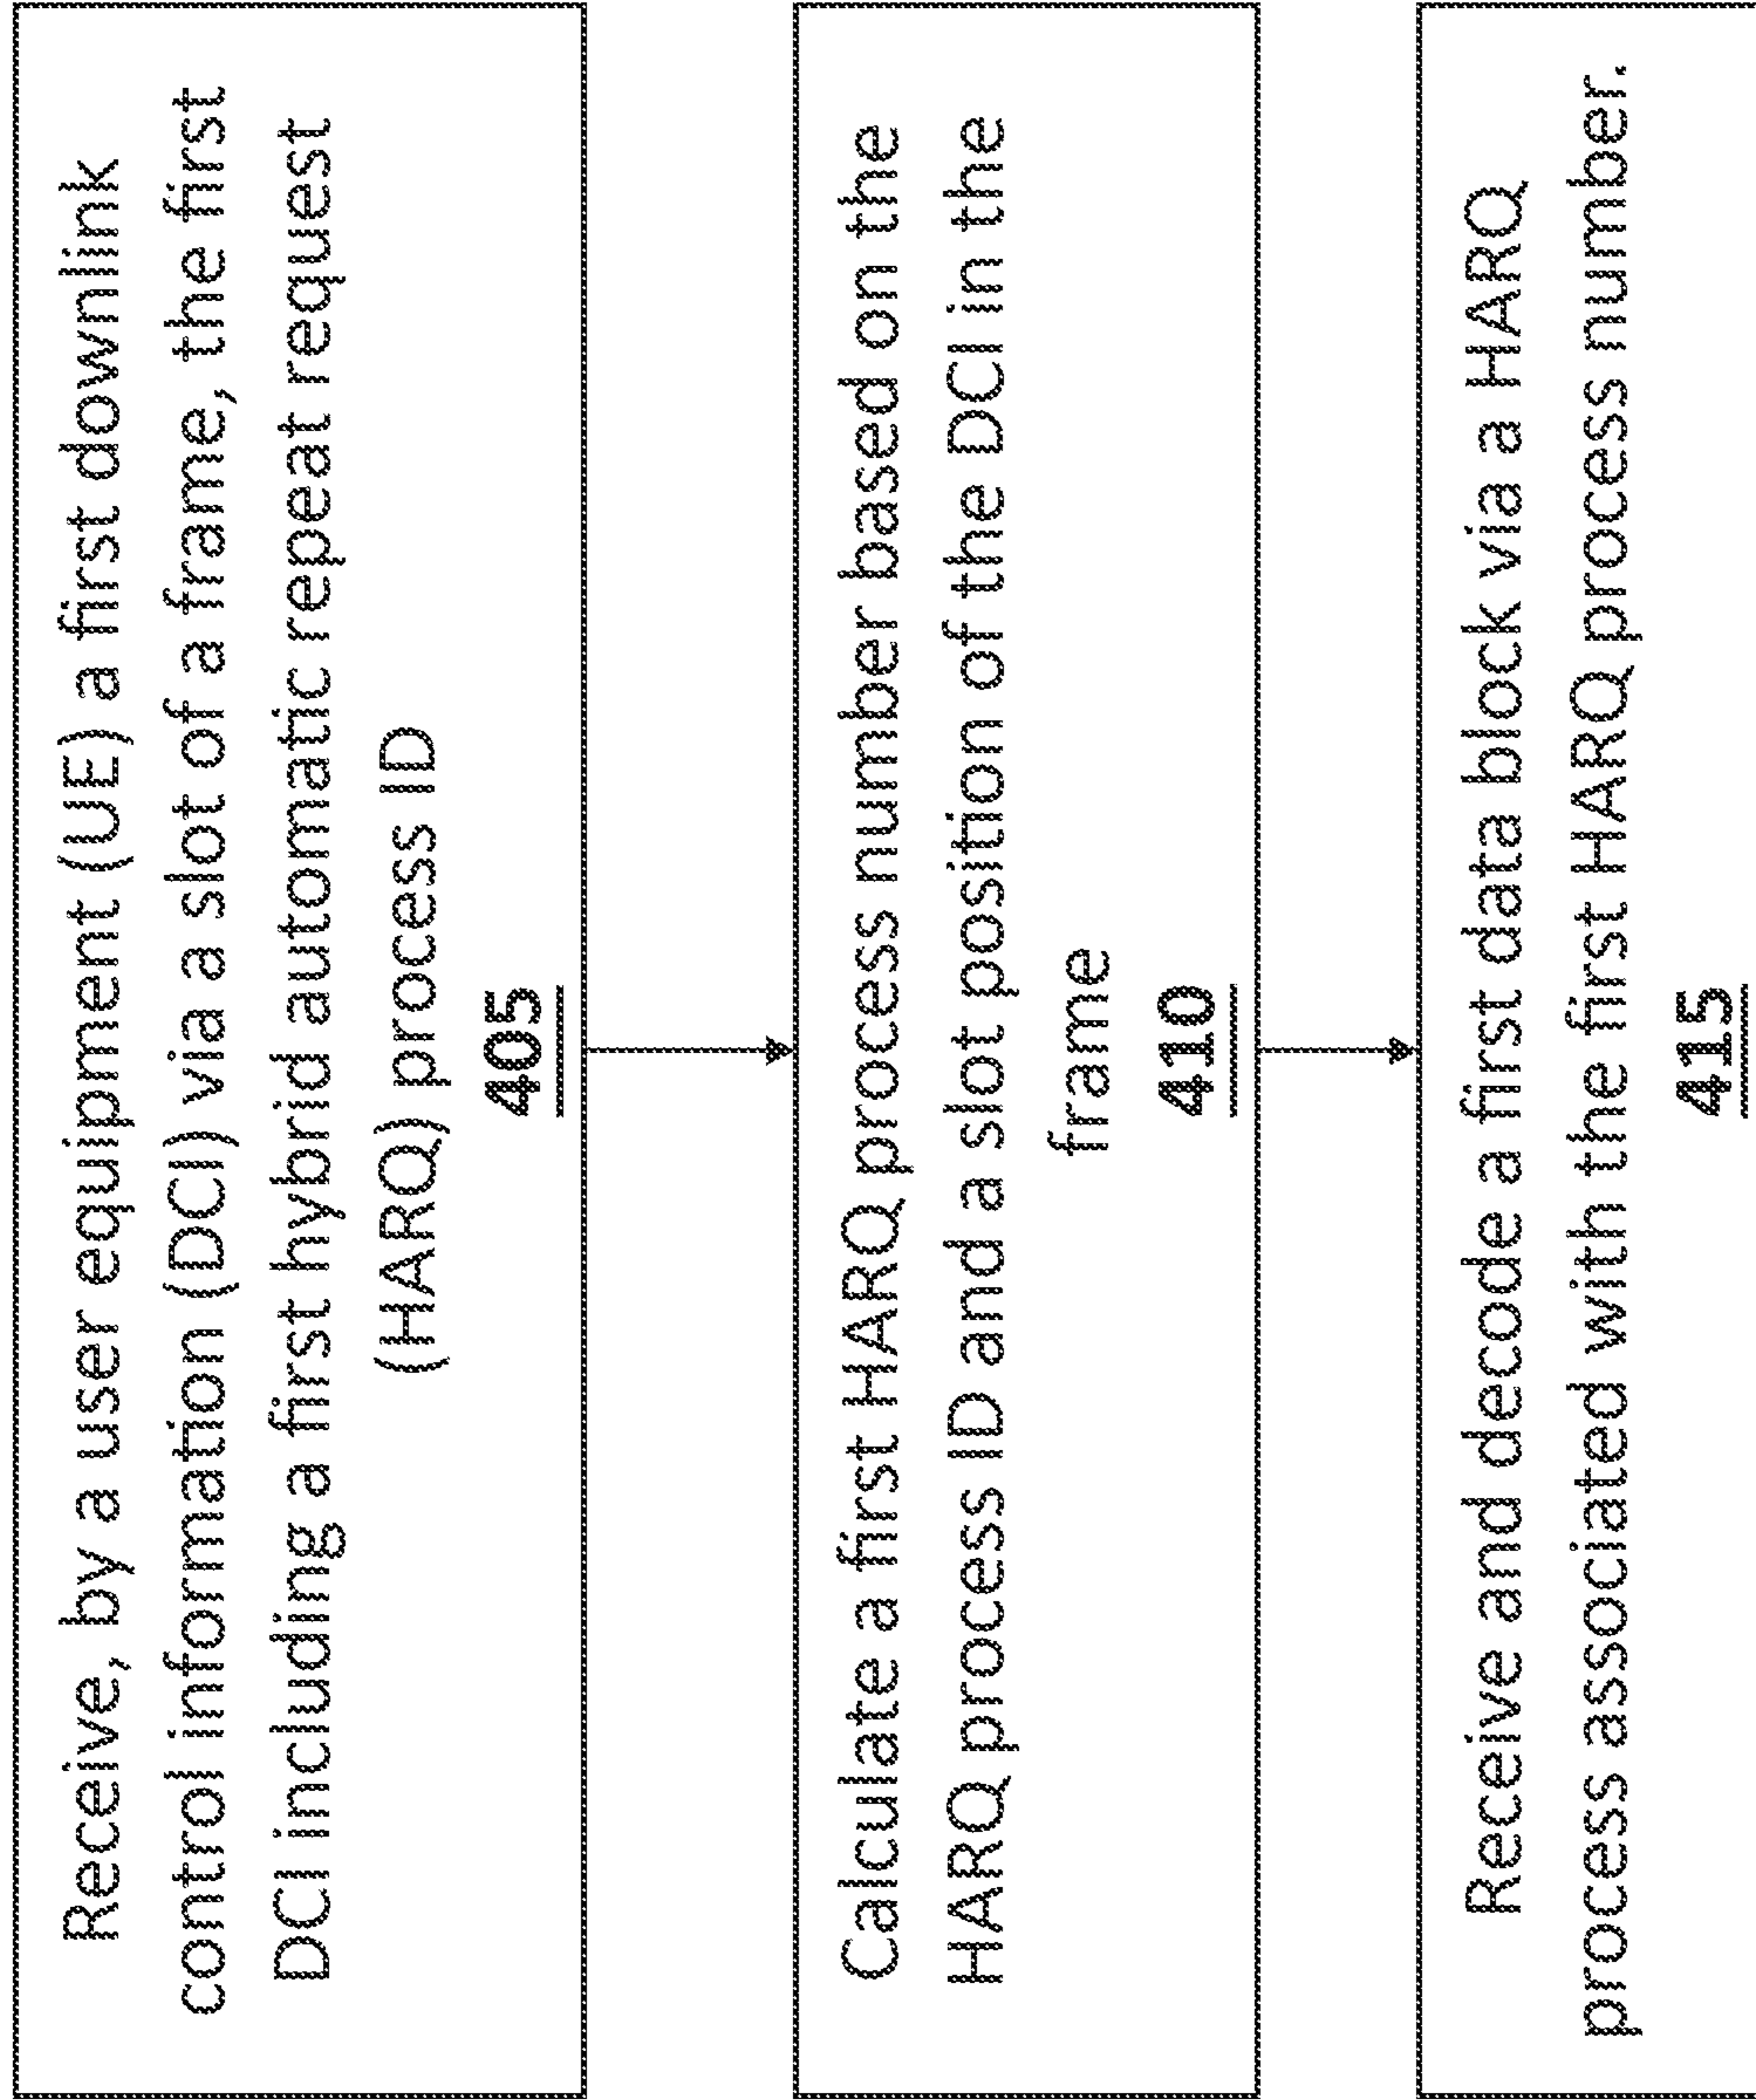 Receive, by a user equipment (UE) a first downlink
control information (DCI) via a slot of a frame, the first
DCI including a first hybrid automatic repeat request
(HARQ) process ID
405
Calculate a first HARQ process number based on the
HARQ process ID and a slot position of the DCI in the
frame
410
Receive and decode a first data block via a HARQ
process associated with the first HARQ process number.
415